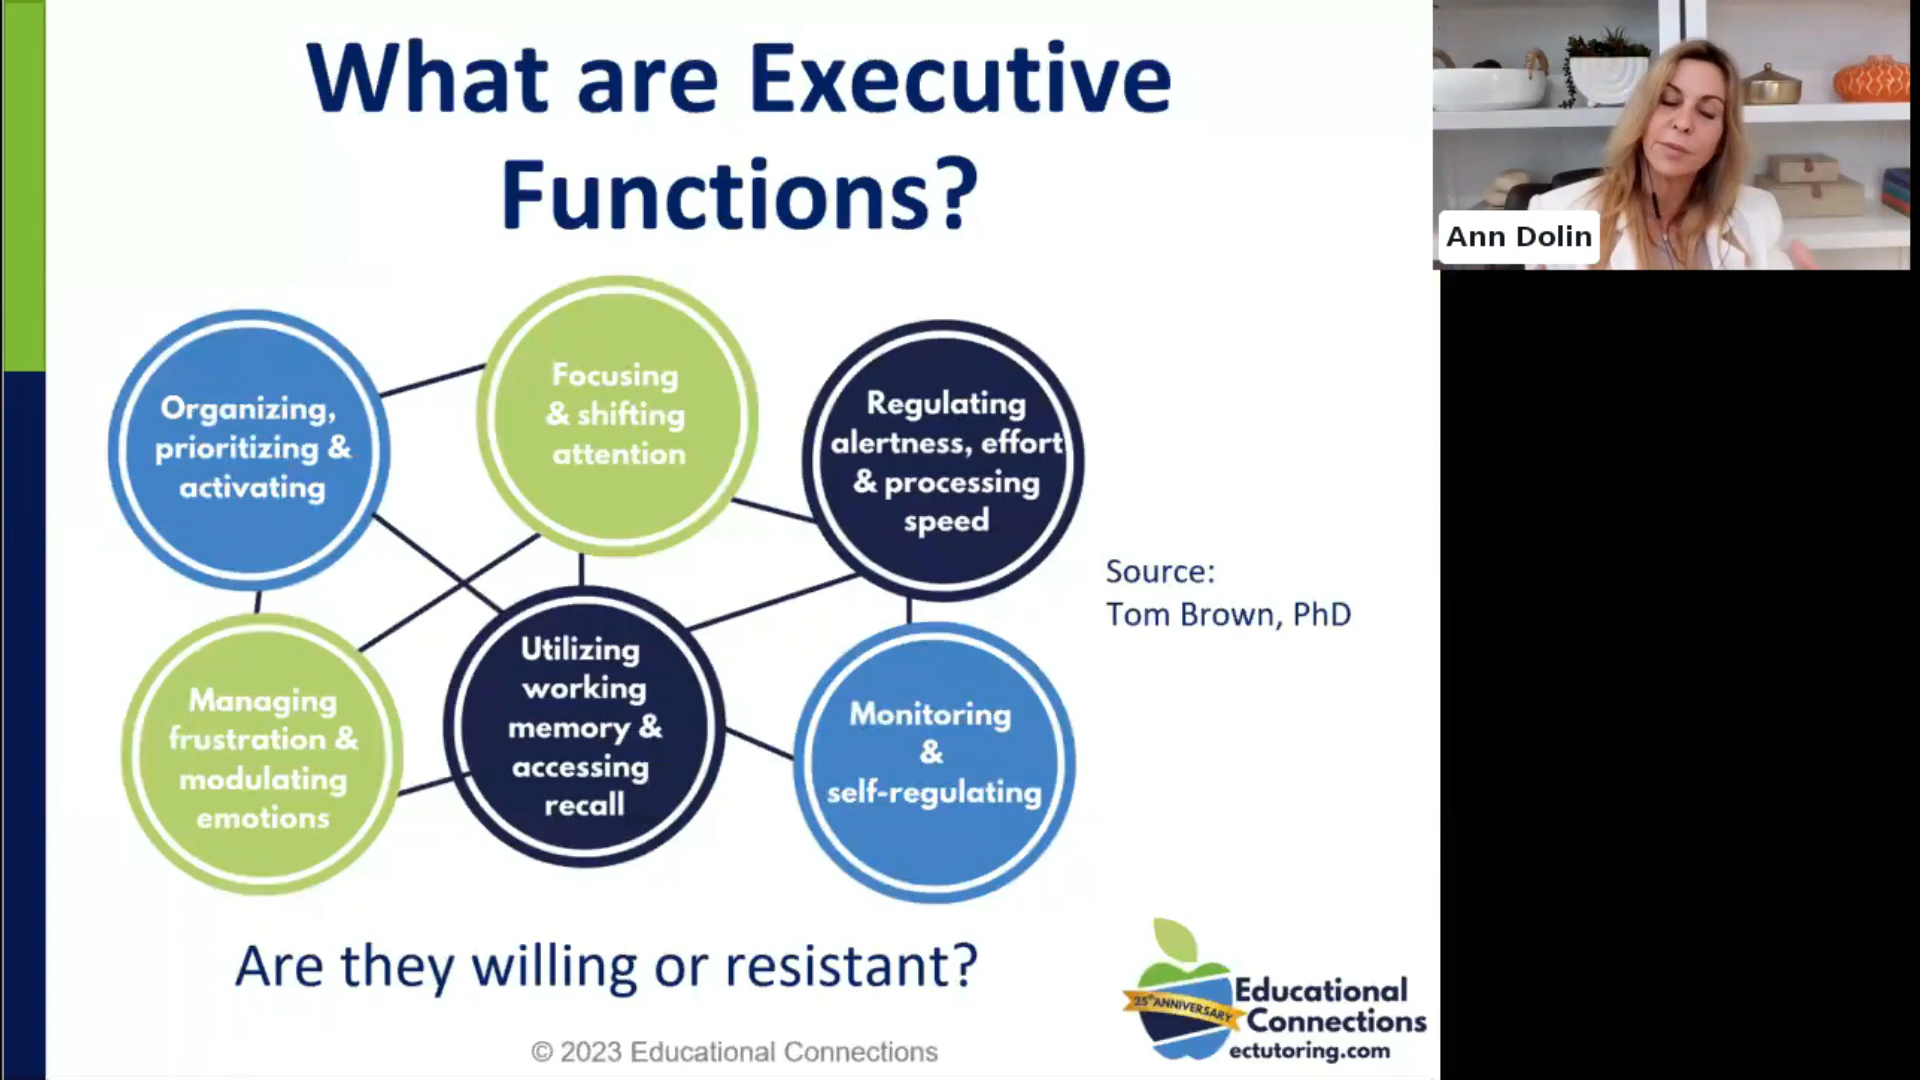 What are Executive
Functions?
Organizing,
prioritizing &
activating
Focusing
& shifting
attention
Regulating
alertness, effort
& processing
speed
Managing
frustration &
modulating
emotions
Utilizing
working
memory &
accessing
recall
Monitoring
&
self-regulating
Source:
Tom Brown, PhD
Are they willing or resistant?
© 2023 Educational Connections
25th ANNIVERSARY
Educational
Connections
ectutoring.com
Ann Dolin